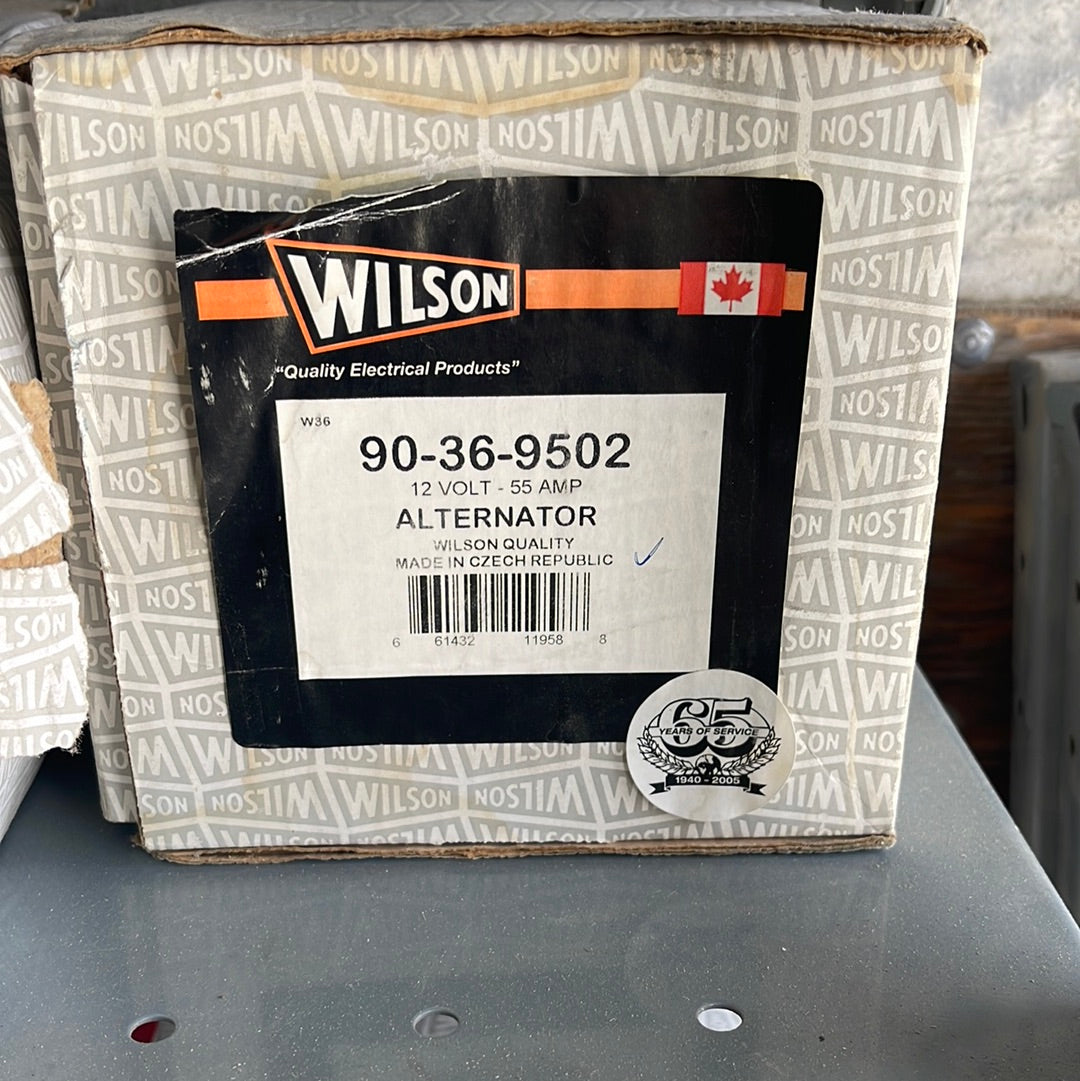 WILSON
"Quality Electrical Products"
W36
90-36-9502
12 VOLT - 55 AMP
ALTERNATOR
WILSON QUALITY
MADE IN CZECH REPUBLIC
6 61432 11958 8
65
YEARS OF SERVICE
1940 - 2005